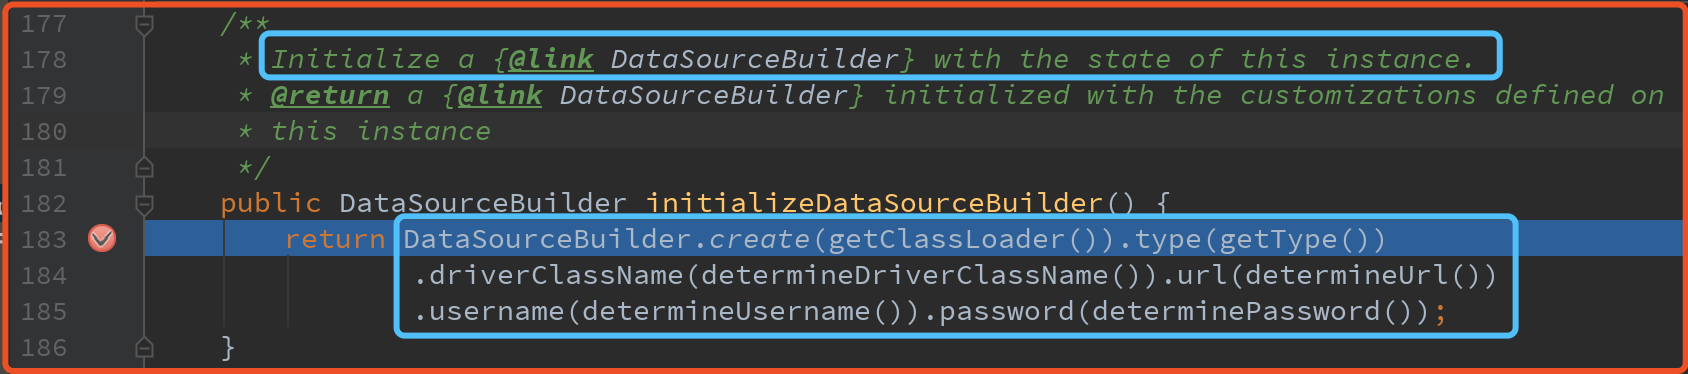 177 /**
178 * Initialize a {@link DataSourceBuilder} with the state of this instance.
179 * @return a {@link DataSourceBuilder} initialized with the customizations defined on
180 * this instance
181 */
182 public DataSourceBuilder initializeDataSourceBuilder() {
183 return DataSourceBuilder.create(getClassLoader()).type(getType())
184 .driverClassName(determineDriverClassName()).url(determineUrl())
185 .username(determineUsername()).password(determinePassword());
186 }